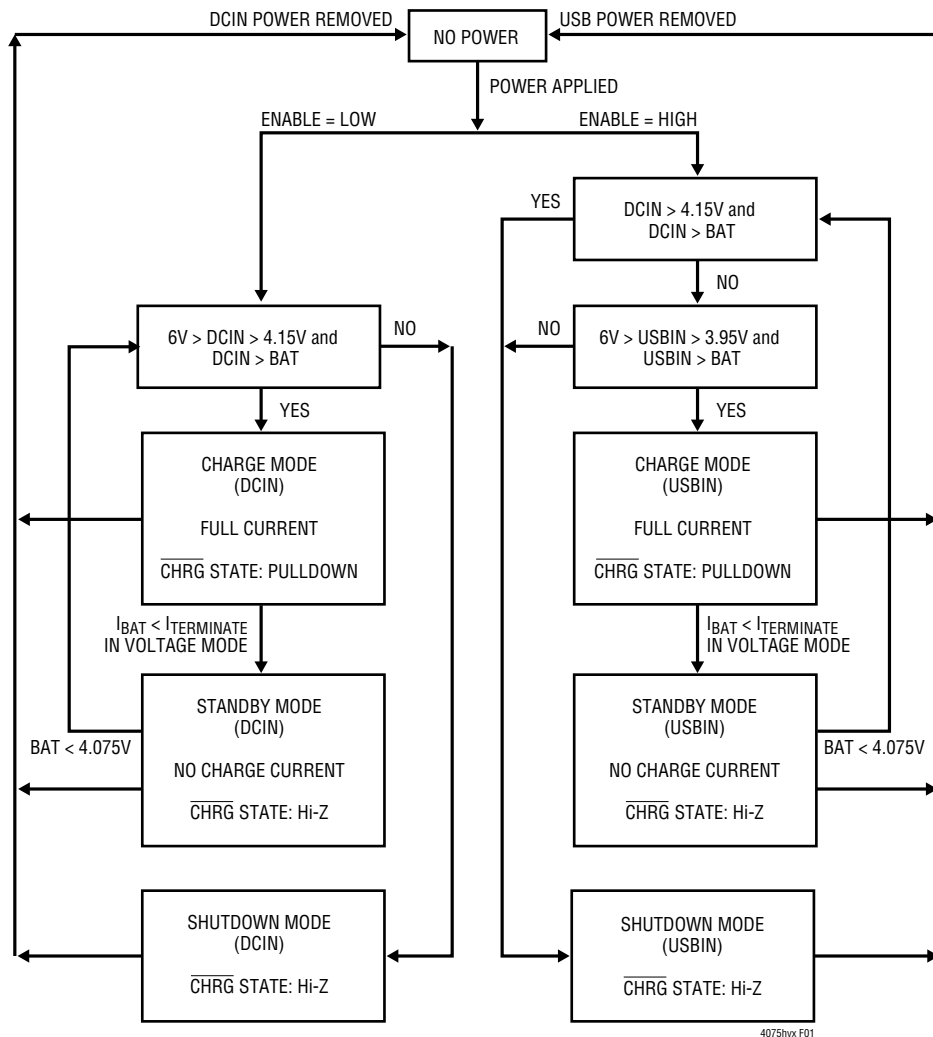 DCIN POWER REMOVED
NO POWER
USB POWER REMOVED
POWER APPLIED
ENABLE = LOW
ENABLE = HIGH
YES
DCIN > 4.15V and
DCIN > BAT
NO
6V > DCIN > 4.15V and
DCIN > BAT
NO
NO
6V > USBIN > 3.95V and
USBIN > BAT
YES
YES
CHARGE MODE
(DCIN)
FULL CURRENT
CHRG STATE: PULLDOWN
CHARGE MODE
(USBIN)
FULL CURRENT
CHRG STATE: PULLDOWN
IBAT < ITERMINATE
IN VOLTAGE MODE
IBAT < ITERMINATE
IN VOLTAGE MODE
STANDBY MODE
(DCIN)
NO CHARGE CURRENT
CHRG STATE: Hi-Z
BAT < 4.075V
STANDBY MODE
(USBIN)
NO CHARGE CURRENT
CHRG STATE: Hi-Z
BAT < 4.075V
SHUTDOWN MODE
(DCIN)
CHRG STATE: Hi-Z
SHUTDOWN MODE
(USBIN)
CHRG STATE: Hi-Z
4075hvx F01